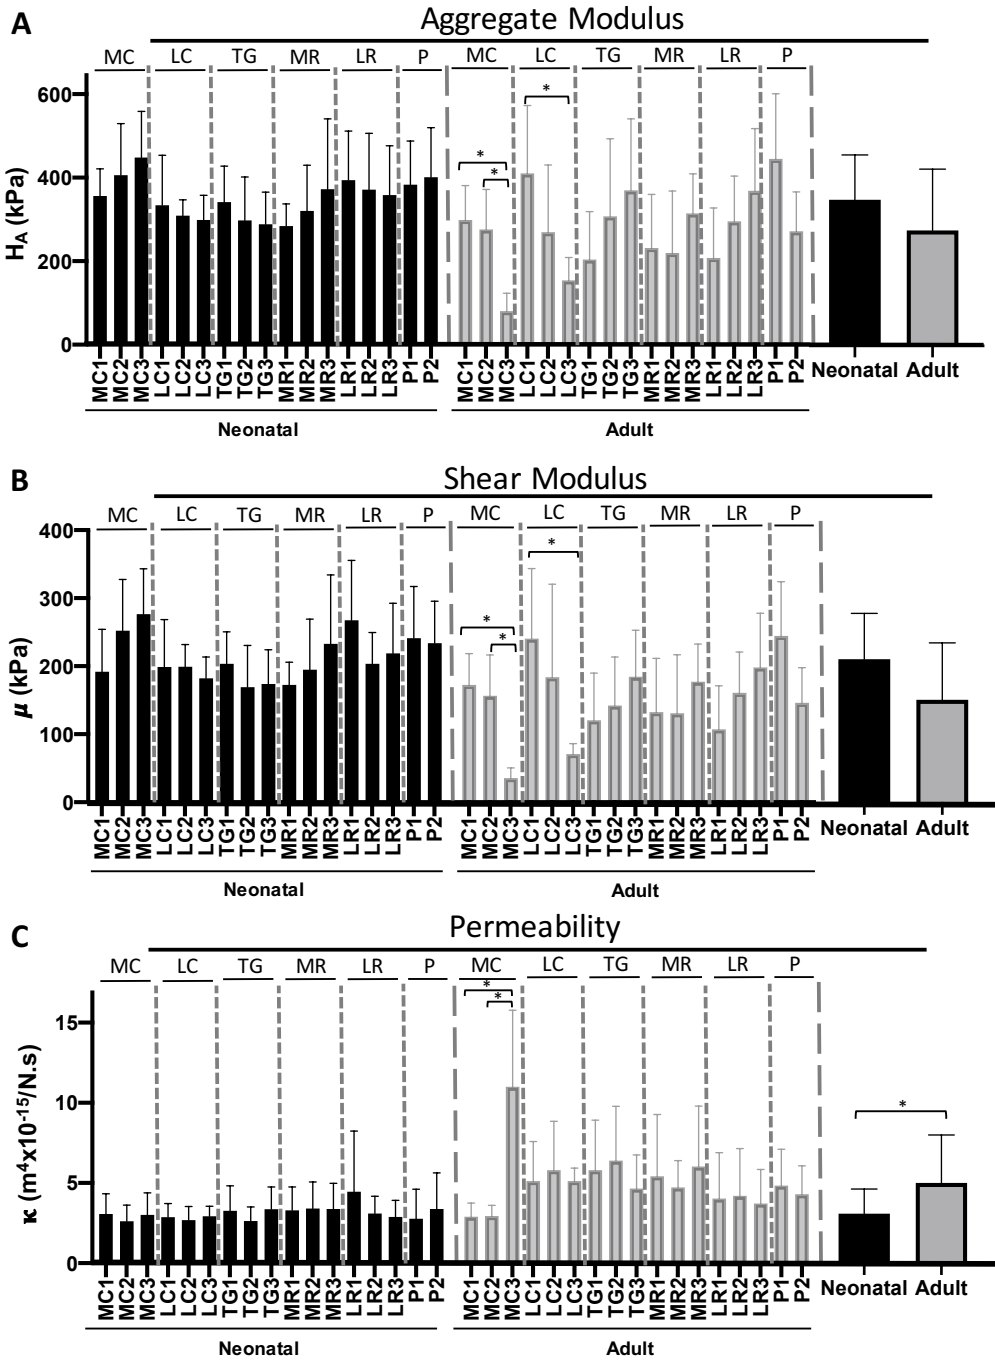 A
Aggregate Modulus
MC LC TG MR LR P MC LC TG MR LR P
600
400
200
0
H_A (kPa)
*
*
*
MC1 MC2 MC3 LC1 LC2 LC3 TG1 TG2 TG3 MR1 MR2 MR3 LR1 LR2 LR3 P1 P2 MC1 MC2 MC3 LC1 LC2 LC3 TG1 TG2 TG3 MR1 MR2 MR3 LR1 LR2 LR3 P1 P2 Neonatal Adult
Neonatal Adult
B
Shear Modulus
MC LC TG MR LR P MC LC TG MR LR P
400
300
200
100
0
μ (kPa)
*
*
*
MC1 MC2 MC3 LC1 LC2 LC3 TG1 TG2 TG3 MR1 MR2 MR3 LR1 LR2 LR3 P1 P2 MC1 MC2 MC3 LC1 LC2 LC3 TG1 TG2 TG3 MR1 MR2 MR3 LR1 LR2 LR3 P1 P2 Neonatal Adult
Neonatal Adult
C
Permeability
MC LC TG MR LR P MC LC TG MR LR P
15
10
5
0
κ (m⁴x10⁻¹⁵/N.s)
*
*
*
MC1 MC2 MC3 LC1 LC2 LC3 TG1 TG2 TG3 MR1 MR2 MR3 LR1 LR2 LR3 P1 P2 MC1 MC2 MC3 LC1 LC2 LC3 TG1 TG2 TG3 MR1 MR2 MR3 LR1 LR2 LR3 P1 P2 Neonatal Adult
Neonatal Adult